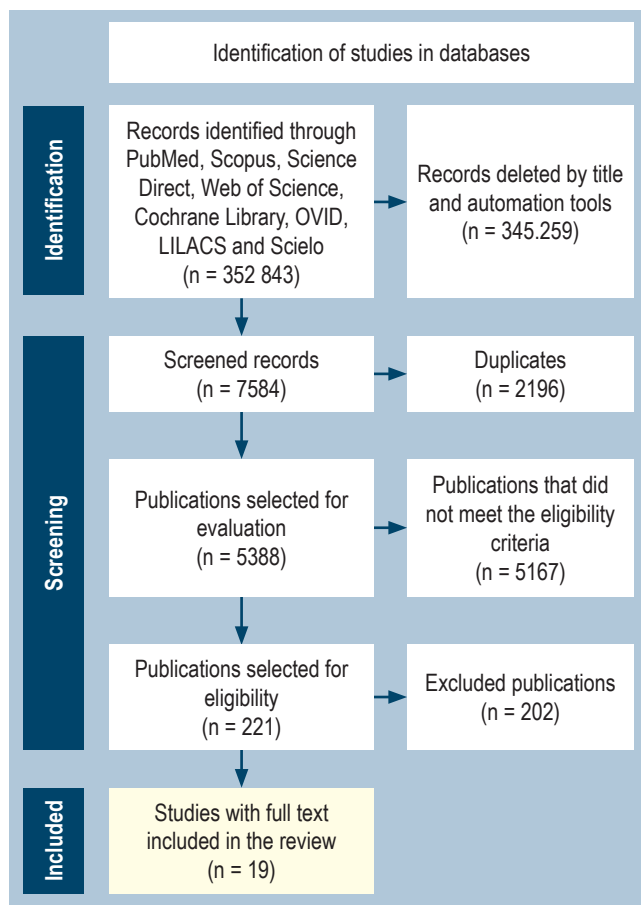 Identification of studies in databases
Identification
Records identified through
PubMed, Scopus, Science
Direct, Web of Science,
Cochrane Library, OVID,
LILACS and Scielo
(n = 352 843)
Records deleted by title
and automation tools
(n = 345.259)
Screening
Screened records
(n = 7584)
Duplicates
(n = 2196)
Publications selected for
evaluation
(n = 5388)
Publications that did
not meet the eligibility
criteria
(n = 5167)
Publications selected for
eligibility
(n = 221)
Excluded publications
(n = 202)
Included
Studies with full text
included in the review
(n = 19)